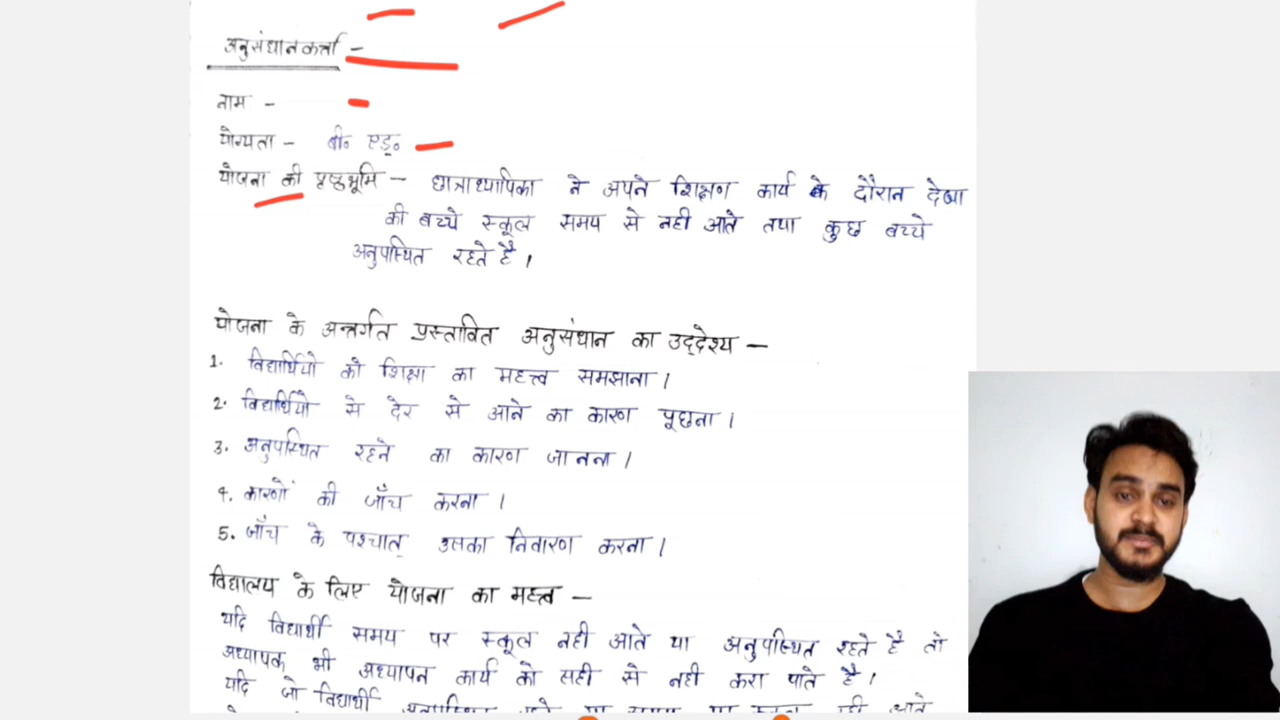 अनुसंधानकर्त्ता -
नाम -
योग्यता - बी० एड्०
योजना की पृष्ठभूमि - छात्राध्यापिका ने अपने शिक्षण कार्य के दौरान देखा
की बच्चे स्कूल समय से नही आते तथा कुछ बच्चे
अनुपस्थित रहते है ।
योजना के अन्तर्गत प्रस्तावित अनुसंधान का उद्देश्य -
1. विद्यार्थियो को शिक्षा का महत्त्व समझाना ।
2. विद्यार्थियो से देर से आने का कारण पूछना ।
3. अनुपस्थित रहने का कारण जानना ।
4. कारणों की जाँच करना ।
5. जाँच के पश्चात् उसका निवारण करना ।
विद्यालय के लिए योजना का महत्त्व -
यदि विद्यार्थी समय पर स्कूल नही आते या अनुपस्थित रहते है तो
अध्यापक भी अध्यापन कार्य को सही से नही करा पाते है ।
यदि जो विद्यार्थी